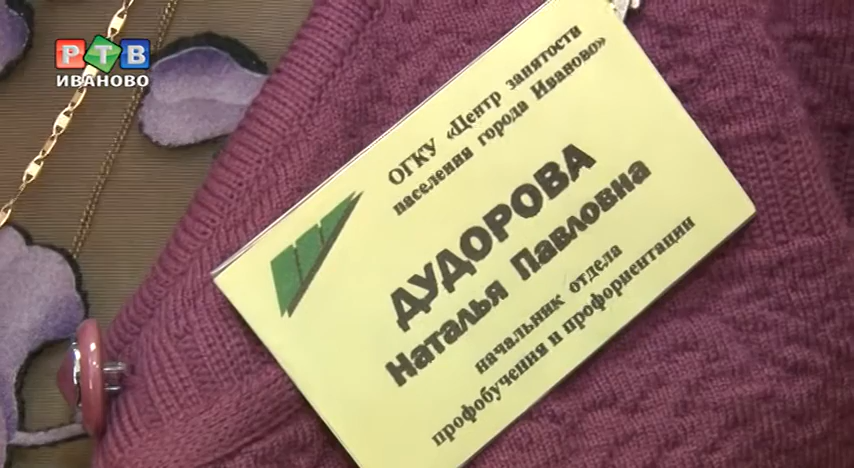 РТВ
ИВАНОВО
ОГКУ «Центр занятости
населения города Иваново»
ДУДОРОВА
Наталья Павловна
начальник отдела
профобучения и профориентации